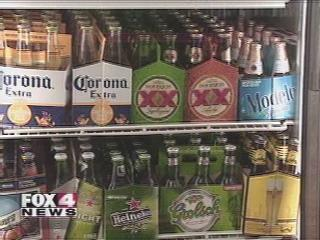 Corona
Extra
Corona
Extra
XX
XX
Modelo
Heineken
Grolsch
FOX 4
NEWS